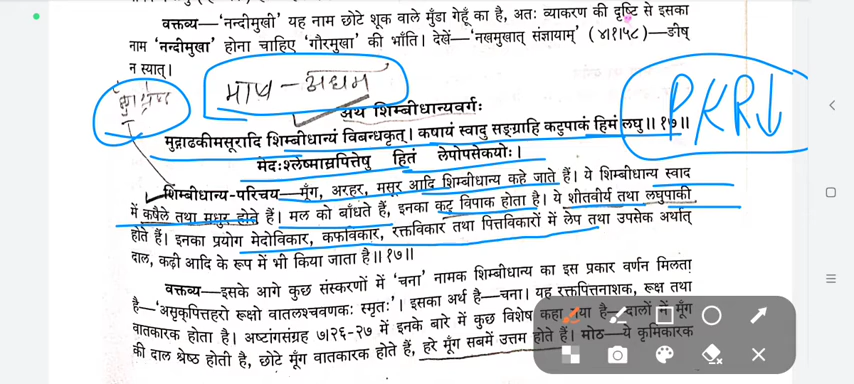 वक्तव्य—'नन्दीमुखी' यह नाम छोटे शूक वाले मुँडा गेहूँ का है, अतः व्याकरण की दृष्टि से इसका
नाम 'नन्दीमुखा' होना चाहिए 'गौरमुखा' की भाँति। देखें—'नखमुखात् संज्ञायाम्' (४।१।५८)—ङीष्
न स्यात्।
माष - अधम
अथ शिम्बीधान्यवर्गः
PKR↓
मुद्गाढकीमसूरादि शिम्बीधान्यं विबन्धकृत्। कषायं स्वादु सङ्ग्राहि कटुपाकं हिमं लघु॥१७॥
मेदःश्लेष्मास्रपित्तेषु हितं लेपोपसेकयोः।
शिम्बीधान्य-परिचय—मूँग, अरहर, मसूर आदि शिम्बीधान्य कहे जाते हैं। ये शिम्बीधान्य स्वाद
में कषैले तथा मधुर होते हैं। मल को बाँधते हैं, इनका कटु विपाक होता है। ये शीतवीर्य तथा लघुपाकी
होते हैं। इनका प्रयोग मेदोविकार, कफविकार, रक्तविकार तथा पित्तविकारों में लेप तथा उपसेक अर्थात्
दाल, कढ़ी आदि के रूप में भी किया जाता है॥१७॥
वक्तव्य—इसके आगे कुछ संस्करणों में 'चना' नामक शिम्बीधान्य का इस प्रकार वर्णन मिलता
है—'असृक्पित्तहरो रूक्षो वातलश्चवणकः स्मृतः'। इसका अर्थ है—चना। यह रक्तपित्तनाशक, रूक्ष तथा
वातकारक होता है। अष्टांगसंग्रह ७।२६-२७ में इनके बारे में कुछ विशेष कहा गया है—दालों में मूँग
की दाल श्रेष्ठ होती है, छोटे मूँग वातकारक होते हैं, हरे मूँग सबमें उत्तम होते हैं। मोठ—ये कृमिकारक